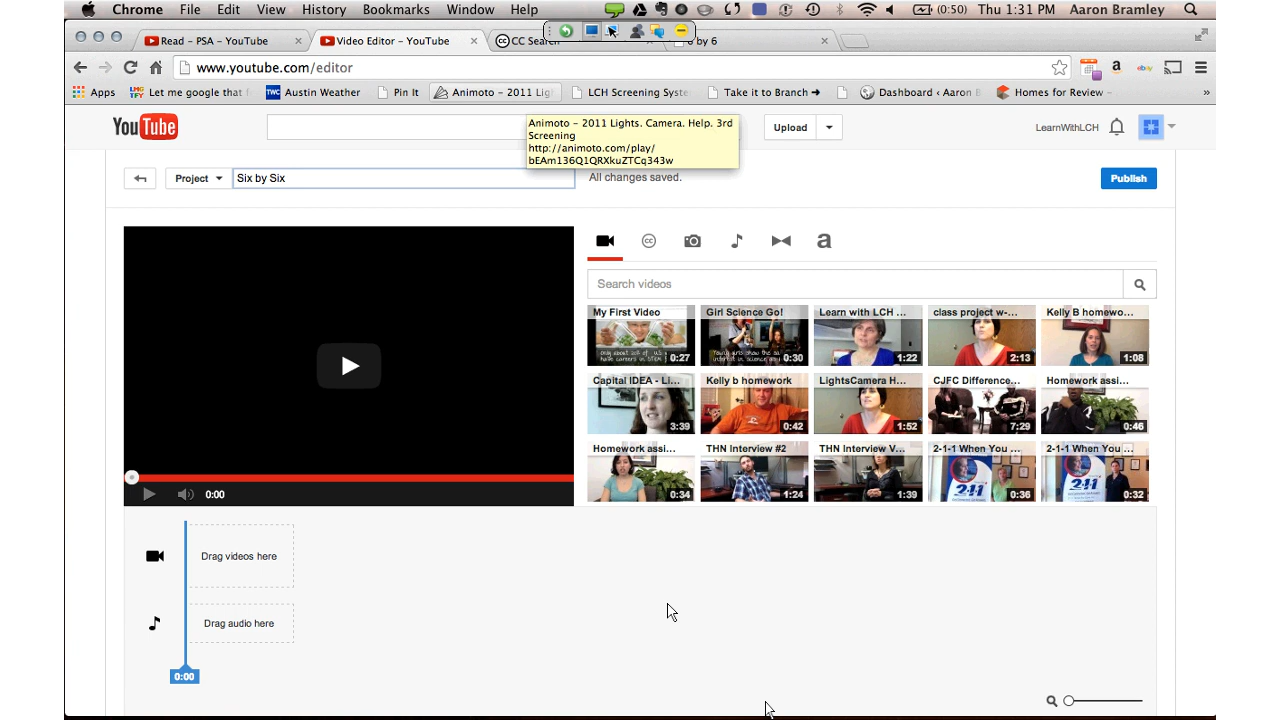 Chrome File Edit View History Bookmarks Window Help (0:50) Thu 1:31 PM Aaron Bramley
Read – PSA – YouTube × Video Editor – YouTube × CC Search 6 by 6 ×
www.youtube.com/editor
Apps Let me google that f TWC Austin Weather Pin It Animoto – 2011 Ligh LCH Screening Syste Take it to Branch → Dashboard ‹ Aaron B Homes for Review – »
YouTube Upload LearnWithLCH
Animoto – 2011 Lights. Camera. Help. 3rd
Screening
http://animoto.com/play/
bEAm136Q1QRXkuZTCq343w
Project Six by Six All changes saved. Publish
cc a
Search videos
My First Video Girl Science Go! Learn with LCH ... class project w-... Kelly B homewo...
0:27 0:30 1:22 2:13 1:08
Capital IDEA - Li... Kelly b homework LightsCamera H... CJFC Difference... Homework assi...
3:39 0:42 1:52 7:29 0:46
Homework assi... THN Interview #2 THN Interview V... 2-1-1 When You ... 2-1-1 When You ...
0:34 1:24 1:39 0:36 0:32
0:00
Drag videos here
Drag audio here
0:00